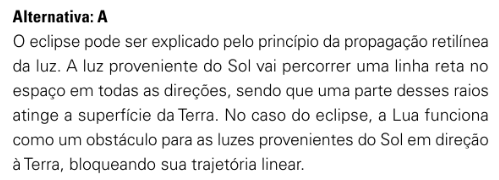 Alternativa: A
O eclipse pode ser explicado pelo princípio da propagação retilínea
da luz. A luz proveniente do Sol vai percorrer uma linha reta no
espaço em todas as direções, sendo que uma parte desses raios
atinge a superfície da Terra. No caso do eclipse, a Lua funciona
como um obstáculo para as luzes provenientes do Sol em direção
à Terra, bloqueando sua trajetória linear.